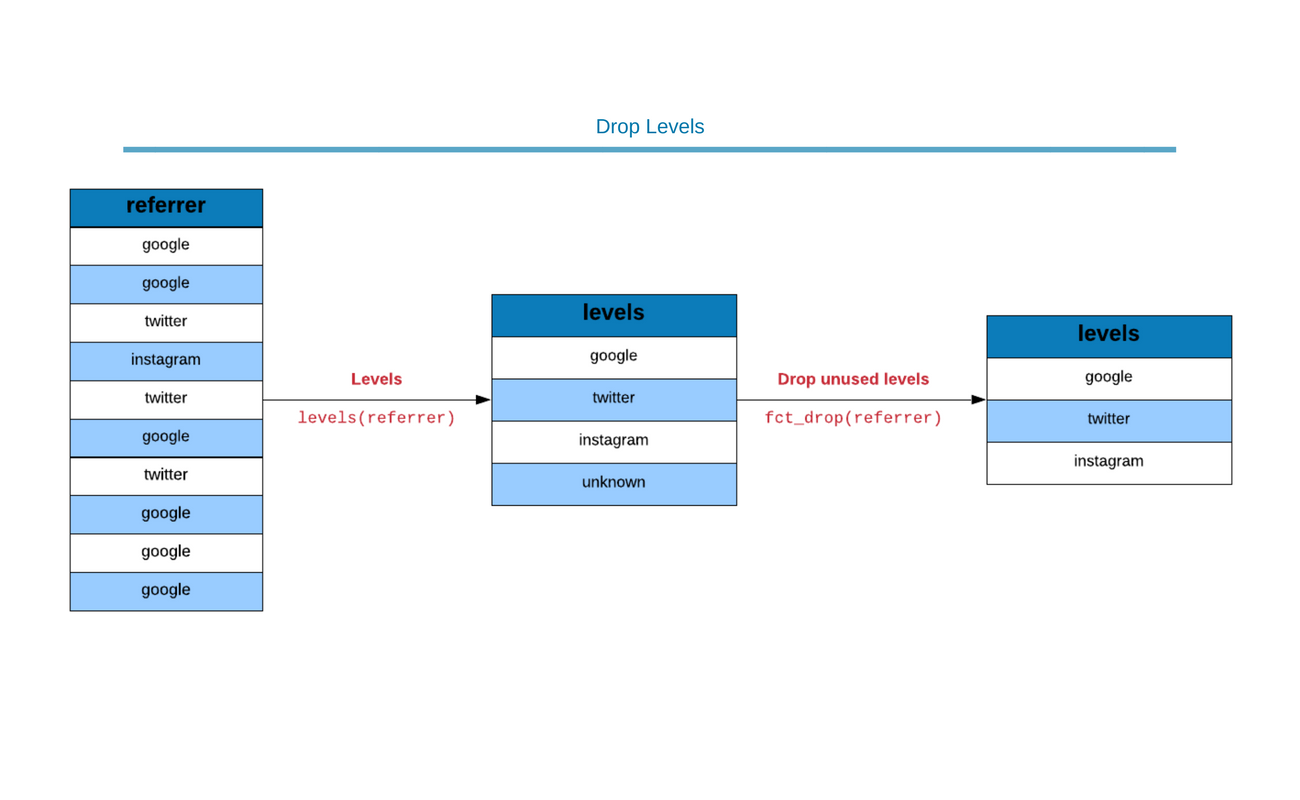 Drop Levels
referrer
google
google
twitter
instagram
twitter
google
twitter
google
google
google
Levels
levels(referrer)
levels
google
twitter
instagram
unknown
Drop unused levels
fct_drop(referrer)
levels
google
twitter
instagram